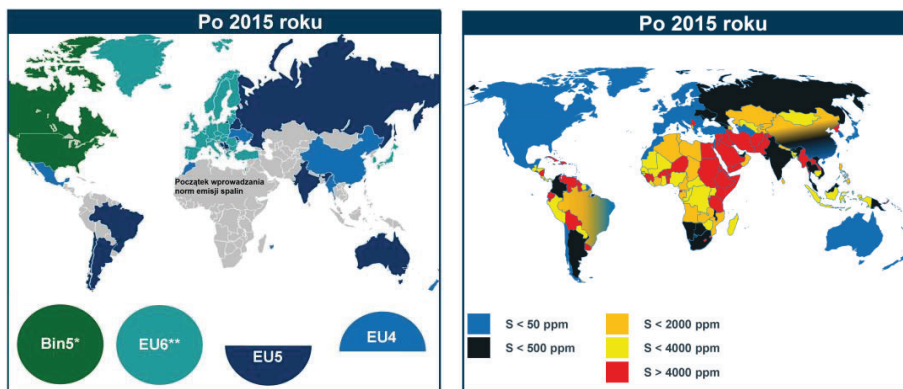 Po 2015 roku
Początek wprowadzania
norm emisji spalin
Bin5*
EU6**
EU5
EU4
Po 2015 roku
S < 50 ppm
S < 500 ppm
S < 2000 ppm
S < 4000 ppm
S > 4000 ppm